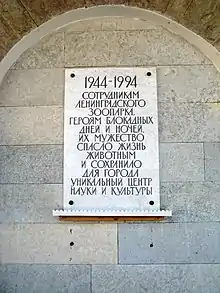 1944-1994
СОТРУДНИКАМ
ЛЕНИНГРАДСКОГО
ЗООПАРКА:
ГЕРОЯМ БЛОКАДНЫХ
ДНЕЙ И НОЧЕЙ.
ИХ МУЖЕСТВО
СПАСЛО ЖИЗНЬ
ЖИВОТНЫМ
И СОХРАНИЛО
ДЛЯ ГОРОДА
УНИКАЛЬНЫЙ ЦЕНТР
НАУКИ И КУЛЬТУРЫ